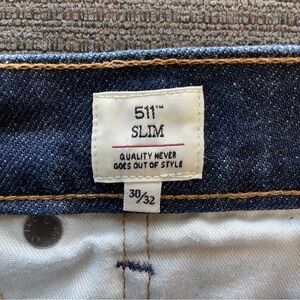 511™
SLIM
QUALITY NEVER
GOES OUT OF STYLE
30/32